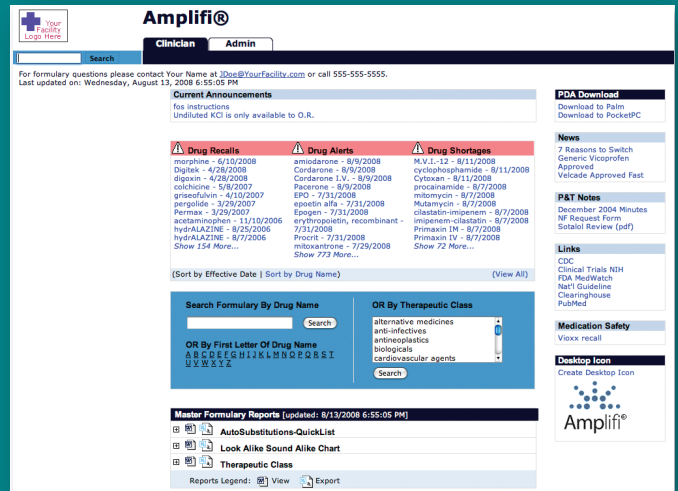 Your
Facility
Logo Here
Amplifi®
Clinician
Admin
Search
For formulary questions please contact Your Name at JDoe@YourFacility.com or call 555-555-5555.
Last updated on: Wednesday, August 13, 2008 6:55:05 PM
Current Announcements
fos instructions
Undiluted KCl is only available to O.R.
Drug Recalls
morphine - 6/10/2008
Digitek - 4/28/2008
digoxin - 4/28/2008
colchicine - 5/8/2007
griseofulvin - 4/10/2007
pergolide - 3/29/2007
Permax - 3/29/2007
acetaminophen - 11/10/2006
hydrALAZINE - 8/25/2006
hydrALAZINE - 8/7/2006
Show 154 More...
Drug Alerts
amiodarone - 8/9/2008
Cordarone - 8/9/2008
Cordarone I.V. - 8/9/2008
Pacerone - 8/9/2008
EPO - 7/31/2008
epoetin alfa - 7/31/2008
Epogen - 7/31/2008
erythropoietin, recombinant -
7/31/2008
Procrit - 7/31/2008
mitoxantrone - 7/29/2008
Show 773 More...
Drug Shortages
M.V.I.-12 - 8/11/2008
cyclophosphamide - 8/11/2008
Cytoxan - 8/11/2008
procainamide - 8/7/2008
mitomycin - 8/7/2008
Mutamycin - 8/7/2008
cilastatin-imipenem - 8/7/2008
imipenem-cilastatin - 8/7/2008
Primaxin IM - 8/7/2008
Primaxin IV - 8/7/2008
Show 72 More...
(Sort by Effective Date | Sort by Drug Name)
(View All)
Search Formulary By Drug Name
Search
OR By First Letter Of Drug Name
A B C D E F G H I J K L M N O P Q R S T
U V W X Y Z
OR By Therapeutic Class
alternative medicines
anti-infectives
antineoplastics
biologicals
cardiovascular agents
Search
Master Formulary Reports [updated: 8/13/2008 6:55:05 PM]
AutoSubstitutions-QuickList
Look Alike Sound Alike Chart
Therapeutic Class
Reports Legend: View Export
PDA Download
Download to Palm
Download to PocketPC
News
7 Reasons to Switch
Generic Vicoprofen
Approved
Velcade Approved Fast
P&T Notes
December 2004 Minutes
NF Request Form
Sotalol Review (pdf)
Links
CDC
Clinical Trials NIH
FDA MedWatch
Nat'l Guideline
Clearinghouse
PubMed
Medication Safety
Vioxx recall
Desktop Icon
Create Desktop Icon
Amplifi®